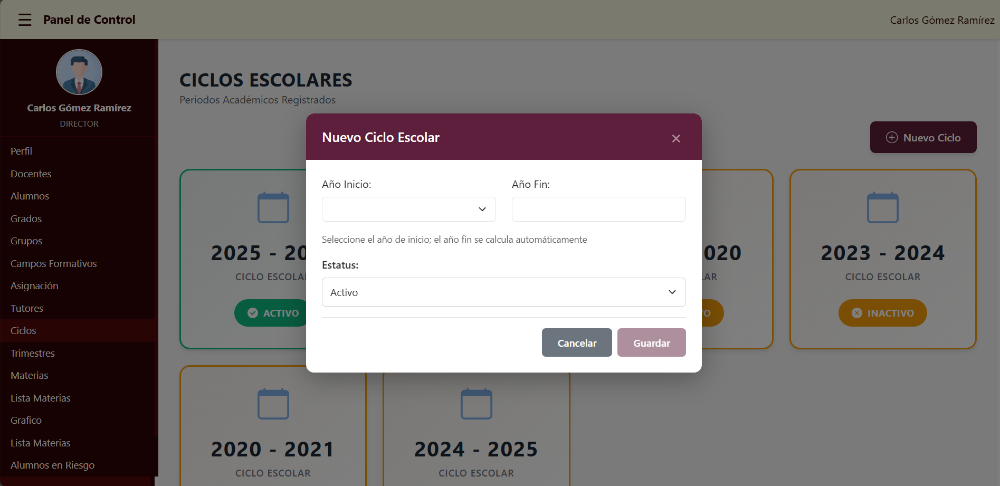 Panel de Control
Carlos Gómez Ramírez
Carlos Gómez Ramírez
DIRECTOR
Perfil
Docentes
Alumnos
Grados
Grupos
Campos Formativos
Asignación
Tutores
Ciclos
Trimestres
Materias
Lista Materias
Grafico
Lista Materias
Alumnos en Riesgo
CICLOS ESCOLARES
Periodos Académicos Registrados
Nuevo Ciclo
Nuevo Ciclo Escolar
Año Inicio:
Año Fin:
Seleccione el año de inicio; el año fin se calcula automáticamente
Estatus:
Activo
Cancelar
Guardar
2025 - 20
CICLO ESCOLA
ACTIVO
020
LAR
VO
2023 - 2024
CICLO ESCOLAR
INACTIVO
2020 - 2021
CICLO ESCOLAR
2024 - 2025
CICLO ESCOLAR